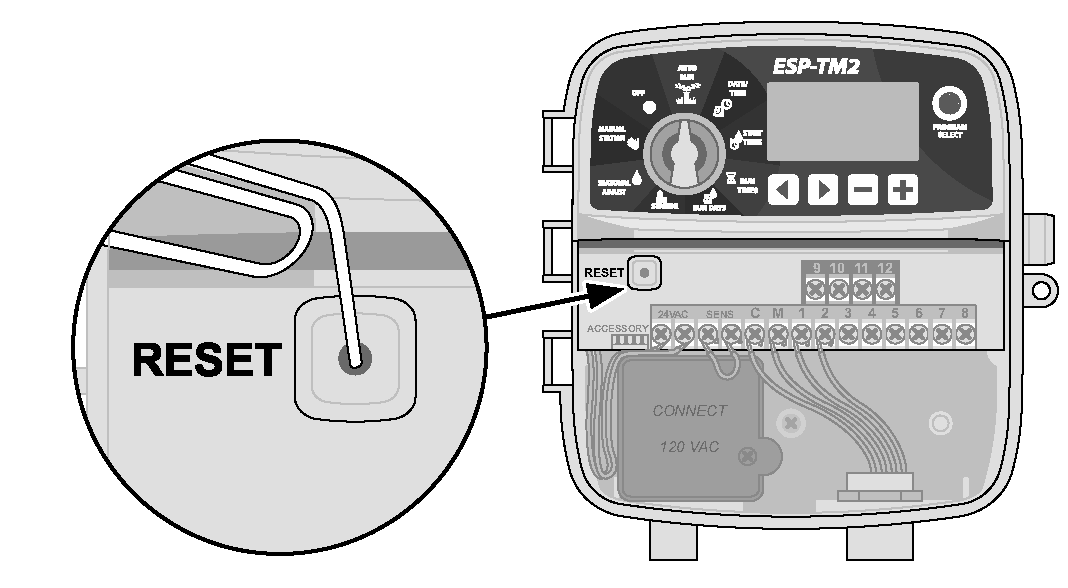 RESET
ESP-TM2
AUTO
RUN
DATE/
TIME
START
TIMES
RUN
TIMES
RUN DAYS
SENSOR
SEASONAL
ADJUST
MANUAL
STATION
OFF
PROGRAM
SELECT
RESET
9 10 11 12
24VAC SENS C M 1 2 3 4 5 6 7 8
ACCESSORY
CONNECT
120 VAC